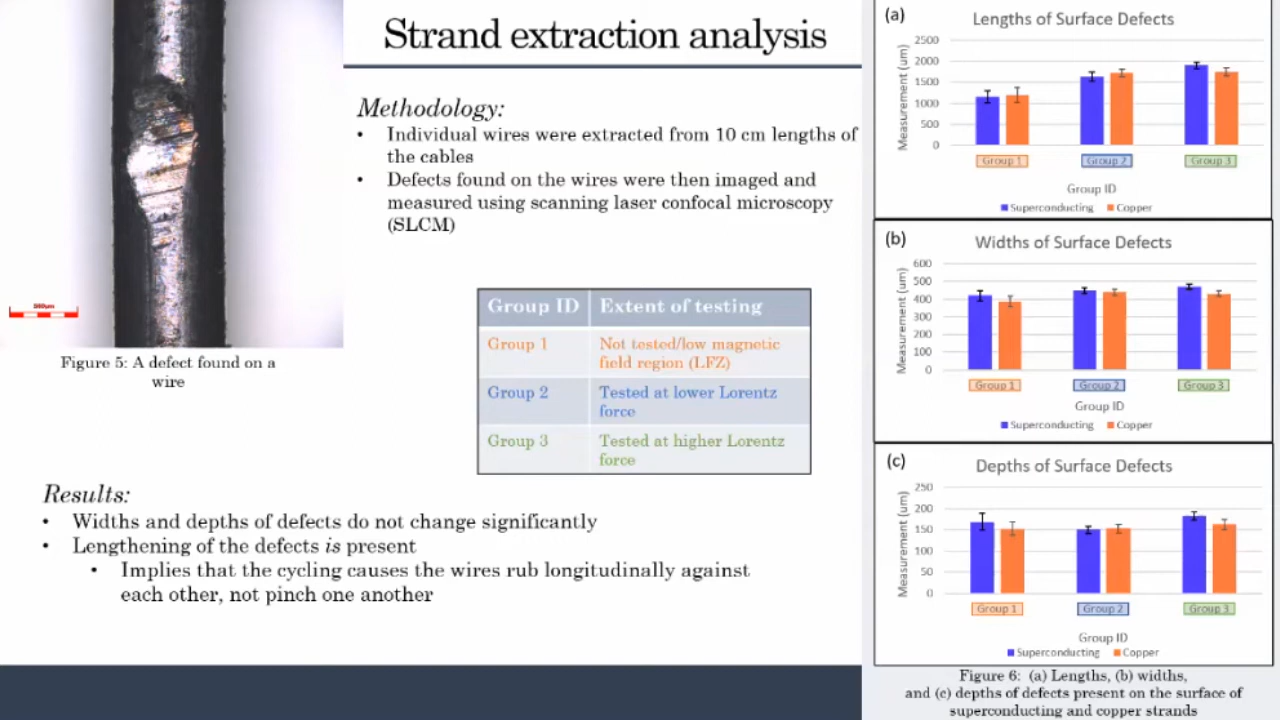 Strand extraction analysis
Methodology:
• Individual wires were extracted from 10 cm lengths of
the cables
• Defects found on the wires were then imaged and
measured using scanning laser confocal microscopy
(SLCM)
500um
Figure 5: A defect found on a
wire
Group ID Extent of testing
Group 1 Not tested/low magnetic
field region (LFZ)
Group 2 Tested at lower Lorentz
force
Group 3 Tested at higher Lorentz
force
Results:
• Widths and depths of defects do not change significantly
• Lengthening of the defects is present
• Implies that the cycling causes the wires rub longitudinally against
each other, not pinch one another
(a)
Lengths of Surface Defects
Measurement (um)
2500
2000
1500
1000
500
0
Group 1 Group 2 Group 3
Group ID
Superconducting Copper
(b)
Widths of Surface Defects
Measurement (um)
600
500
400
300
200
100
0
Group 1 Group 2 Group 3
Group ID
Superconducting Copper
(c)
Depths of Surface Defects
Measurement (um)
250
200
150
100
50
0
Group 1 Group 2 Group 3
Group ID
Superconducting Copper
Figure 6: (a) Lengths, (b) widths,
and (c) depths of defects present on the surface of
superconducting and copper strands